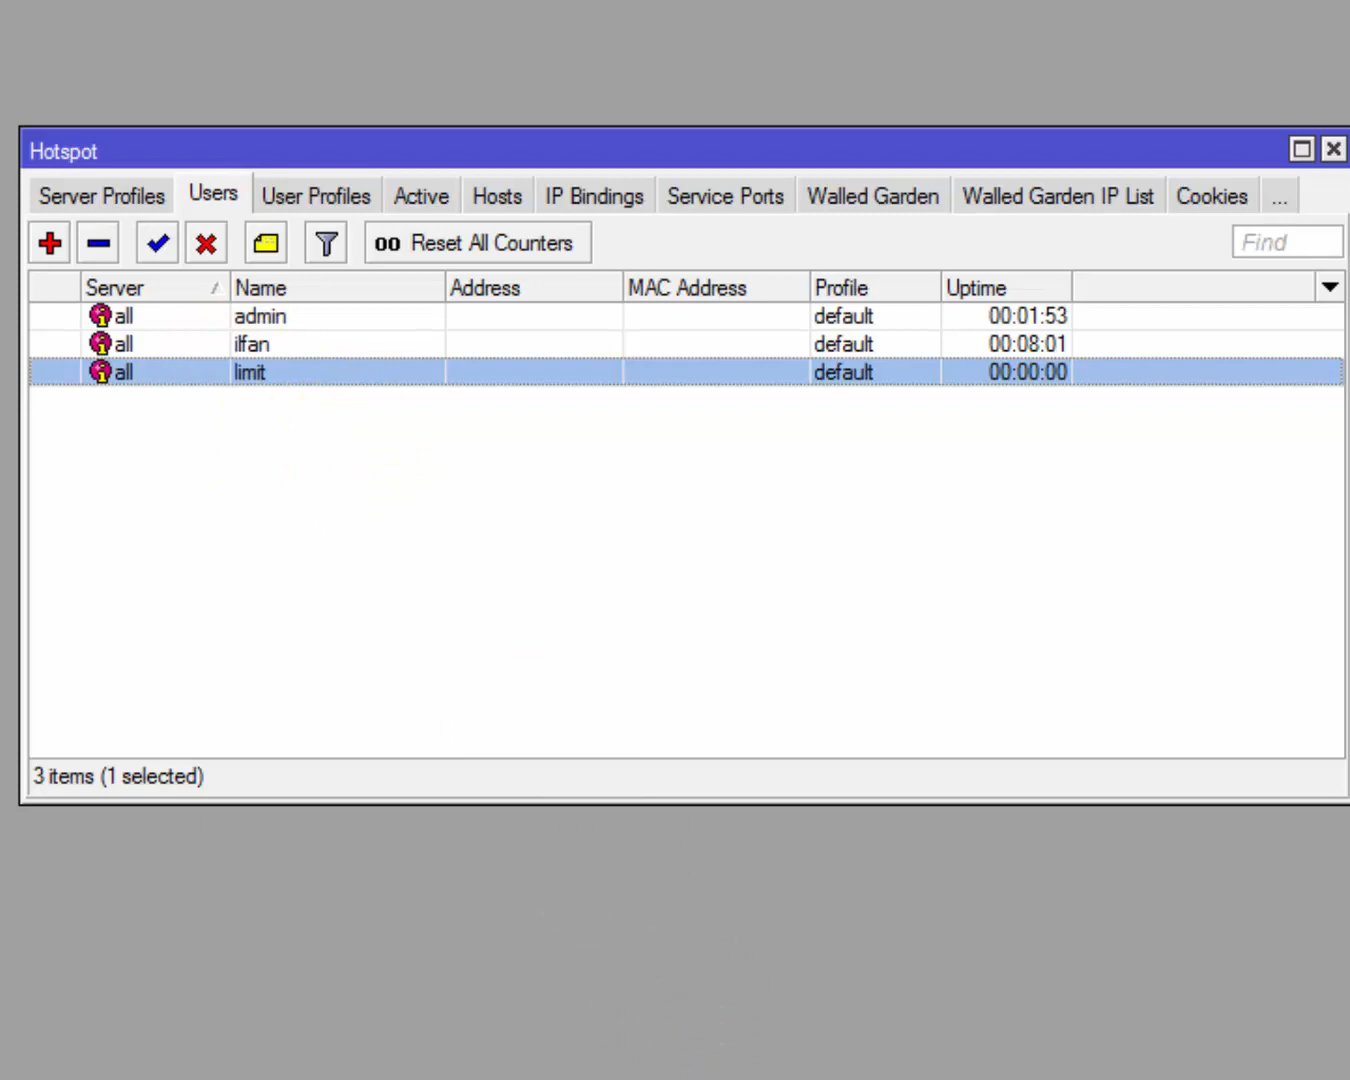 Hotspot
Server Profiles Users User Profiles Active Hosts IP Bindings Service Ports Walled Garden Walled Garden IP List Cookies ...
00 Reset All Counters Find
Server Name Address MAC Address Profile Uptime
all admin default 00:01:53
all ilfan default 00:08:01
all limit default 00:00:00
3 items (1 selected)